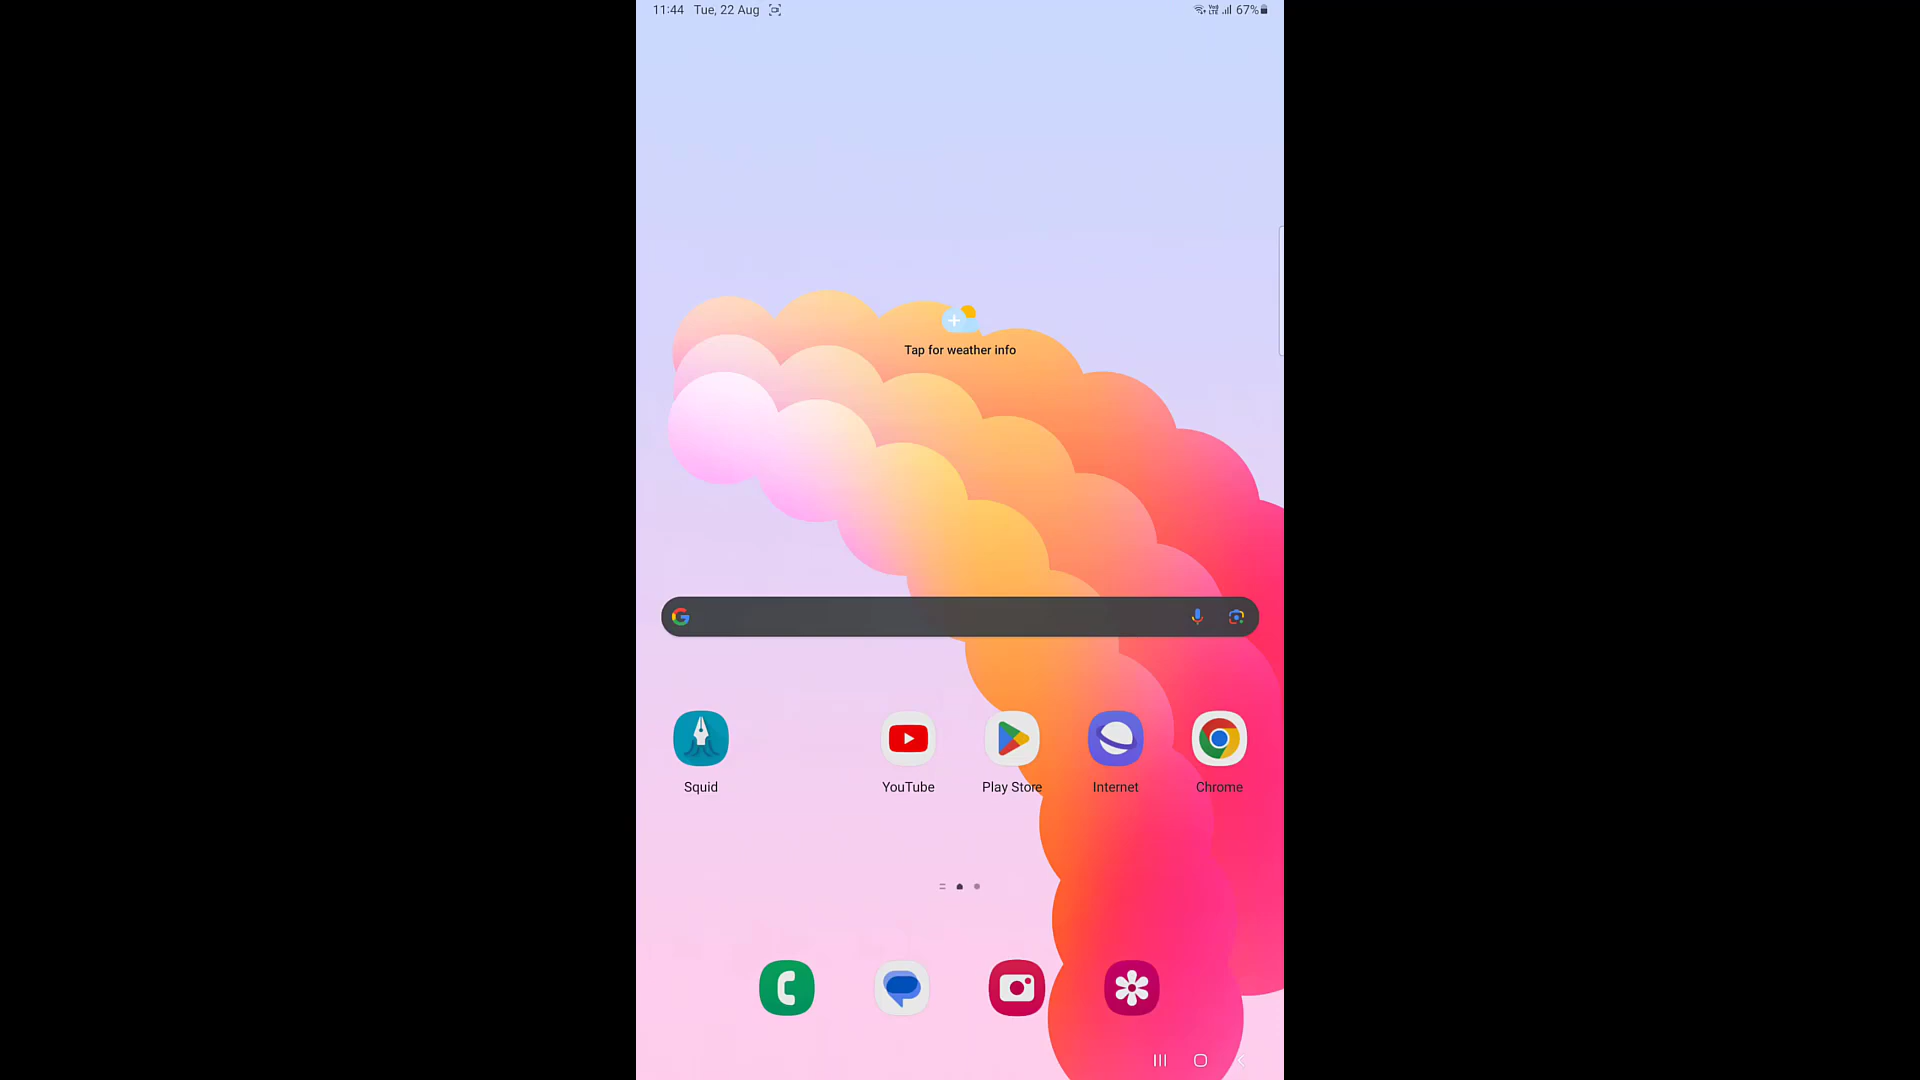 11:44 Tue, 22 Aug 67%
Tap for weather info
Squid YouTube Play Store Internet Chrome